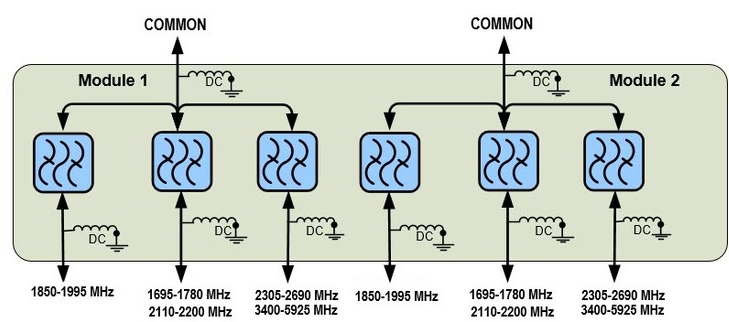 COMMON
COMMON
Module 1
Module 2
DC
DC
DC
DC
DC
DC
DC
DC
1850-1995 MHz
1695-1780 MHz
2110-2200 MHz
2305-2690 MHz
3400-5925 MHz
1850-1995 MHz
1695-1780 MHz
2110-2200 MHz
2305-2690 MHz
3400-5925 MHz